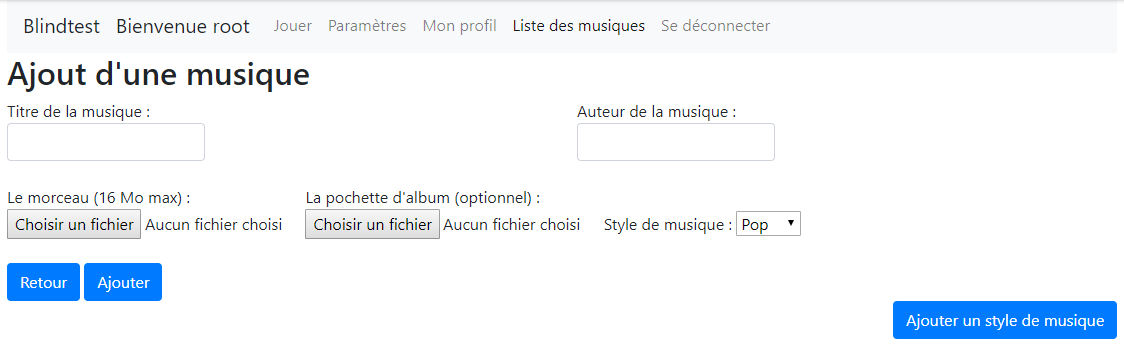 Blindtest Bienvenue root Jouer Paramètres Mon profil Liste des musiques Se déconnecter
Ajout d'une musique
Titre de la musique : Auteur de la musique :
Le morceau (16 Mo max) : La pochette d'album (optionnel) :
Choisir un fichier Aucun fichier choisi Choisir un fichier Aucun fichier choisi Style de musique : Pop
Retour Ajouter
Ajouter un style de musique